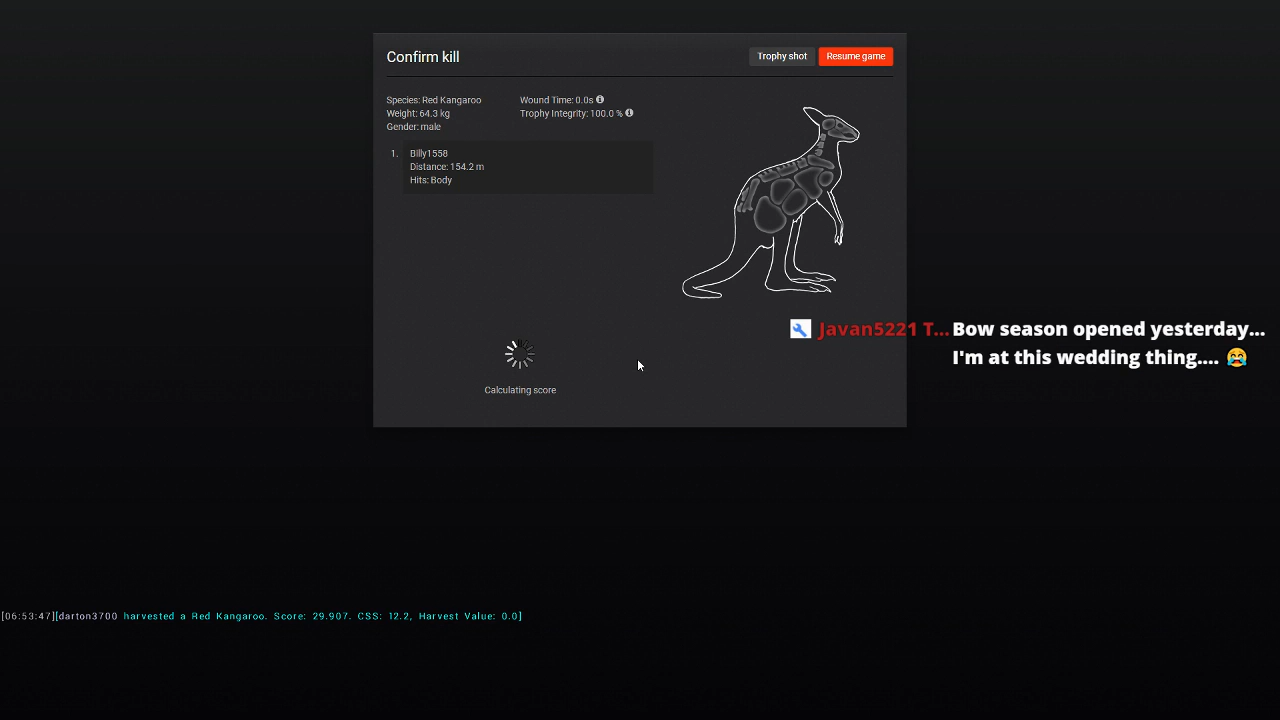 Confirm kill
Trophy shot
Resume game
Species: Red Kangaroo
Weight: 64.3 kg
Gender: male
Wound Time: 0.0s
Trophy Integrity: 100.0 %
1. Billy1558
Distance: 154.2 m
Hits: Body
Javan5221 T... Bow season opened yesterday...
I'm at this wedding thing.... 😂
Calculating score
[06:53:47][darton3700 harvested a Red Kangaroo. Score: 29.907. CSS: 12.2, Harvest Value: 0.0]